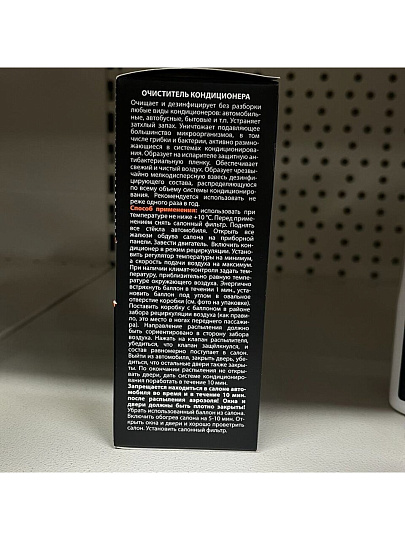 ОЧИСТИТЕЛЬ КОНДИЦИОНЕРА
Очищает и дезинфицирует без разборки
любые виды кондиционеров: автомобиль-
ные, автобусные, бытовые и т.п. Устраняет
затхлый запах. Уничтожает подавляющее
большинство микроорганизмов, в том
числе грибки и бактерии, активно размно-
жающиеся в системах кондиционирова-
ния. Образует на испарителе защитную ан-
тибактериальную пленку. Обеспечивает
свежий и чистый воздух. Образует чрезвы-
чайно мелкодисперсную взвесь дезинфи-
цирующего состава, распределяющуюся
по всему объему системы кондициониро-
вания. Рекомендуется использовать не
реже одного раза в год.
Способ применения: использовать при
температуре не ниже +10 °С. Перед приме-
нением снять салонный фильтр. Поднять
все стёкла автомобиля. Открыть все
жалюзи обдува салона на приборной
панели. Завести двигатель. Включить кон-
диционер в режим рециркуляции. Устано-
вить регулятор температуры на минимум,
а скорость подачи воздуха на максимум.
При наличии климат-контроля задать тем-
пературу, приблизительно равную темпе-
ратуре окружающего воздуха. Энергично
встряхнуть баллон в течении 1 мин., уста-
новить баллон под углом в овальное
отверстие коробки (см. фото на упаковке).
Поставить коробку с баллоном в районе
забора рециркуляции воздуха (как прави-
ло, это место в ногах переднего пассажи-
ра). Направление распыления должно
быть сориентировано в сторону забора
воздуха. Нажать на клапан распылителя,
убедиться, что клапан защёлкнулся, и
состав равномерно поступает в салон.
Выйти из автомобиля, закрыть дверь, убе-
диться, что остальные двери также закры-
ты. По окончании распыления не откры-
вать двери, дать системе кондициониро-
вания поработать в течение 10 мин.
Запрещается находиться в салоне авто-
мобиля во время и в течение 10 мин.
после распыления аэрозоля! Окна и
двери должны быть плотно закрыты!
Убрать использованный баллон из салона.
Включить обогрев салона на 5-10 мин. От-
крыть окна и двери и хорошо проветрить
салон. Установить салонный фильтр.